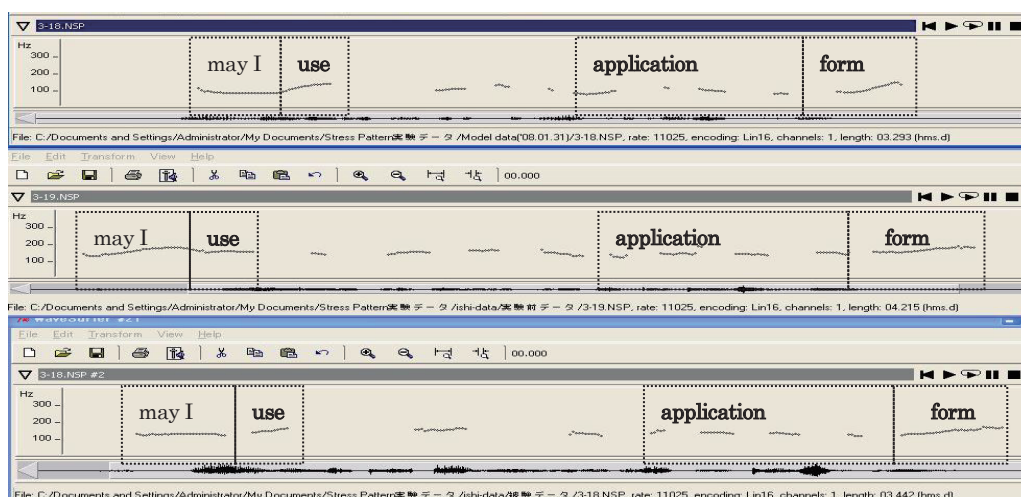 3-18.NSP
Hz
300
200
100
may I use application form
File: C:/Documents and Settings/Administrator/My Documents/Stress Pattern実験データ/Model data('08.01.31)/3-18.NSP, rate: 11025, encoding: Lin16, channels: 1, length: 03.293 (hms.d)
File Edit Transform View Help
00.000
3-19.NSP
Hz
300
200
100
may I use application form
File: C:/Documents and Settings/Administrator/My Documents/Stress Pattern実験データ/ishi-data/実験前データ/3-19.NSP, rate: 11025, encoding: Lin16, channels: 1, length: 04.215 (hms.d)
File Edit Transform View Help
00.000
3-18.NSP #2
Hz
300
200
100
may I use application form
File: C:/Documents and Settings/Administrator/My Documents/Stress Pattern実験データ/ishi-data/データ/3-18.NSP, rate: 11025, encoding: Lin16, channels: 1, length: 03.442 (hms.d)